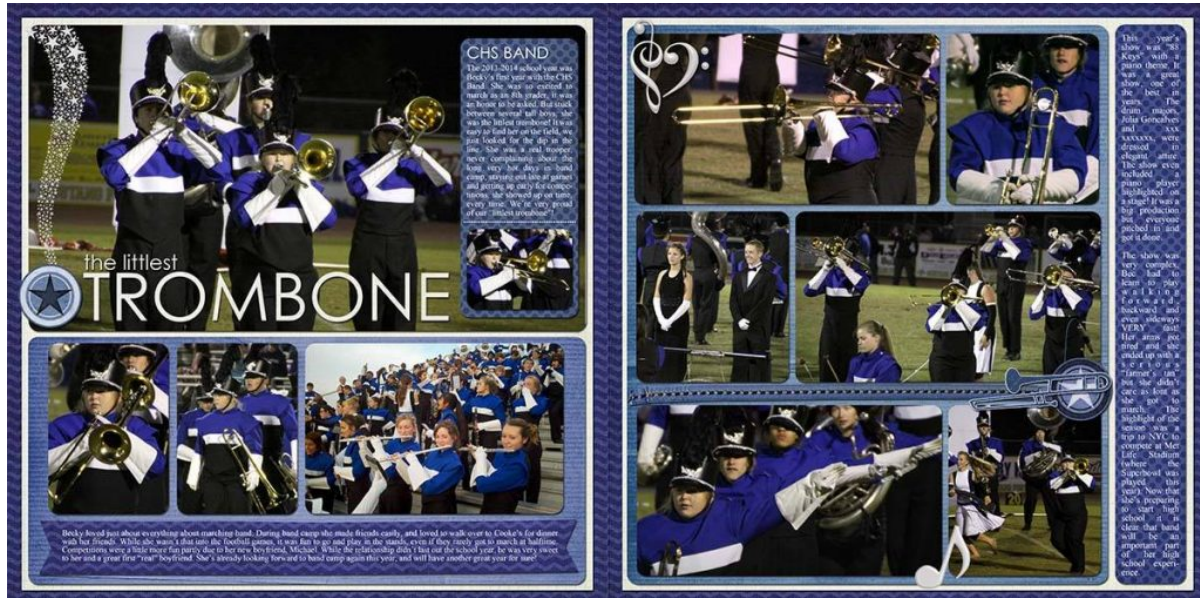 CHS BAND
The 2013-2014 school year was
Becky's first year with the CHS
Band. She was so excited to
march as an 8th grader, it was
an honor to be asked. But stuck
between several tall boys, she
was the littlest trombone! It was
easy to find her on the field, we
just looked for the dip in the
line. She was a real trooper,
never complaining about the
long very hot days in band
camp, staying out late at games
and getting up early for compe-
titions, she showed up on time,
every time. We're very proud
of our "littlest trombone"!
the littlest
TROMBONE
Becky loved just about everything about marching band. During band camp she made friends easily, and loved to walk over to Cooke's for dinner
with her friends. While she wasn't that into the football games, it was fun to go and play in the stands, even if they rarely got to march at halftime.
Competitions were a little more fun partly due to her new boyfriend, Michael. While the relationship didn't last out the school year, he was very sweet
to her and a great first "real" boyfriend. She's already looking forward to band camp again this year, and will have another great year for sure!
This year's
show was "88
Keys" with a
piano theme. It
was a great
show, one of
the best in
years. The
drum majors,
Julia Goncalves
and xxx
xxxxxxx, were
dressed in
elegant attire.
The show even
included a
piano player
highlighted on
a stage! It was a
big production
but everyone
pitched in and
got it done.
The show was
very complex,
Bec had to
learn to play
walking
forward,
backward and
even sideways
VERY fast!
Her arms got
tired and she
ended up with a
serious
"farmer's tan"
but she didn't
care as long as
she got to
march. The
highlight of the
season was a
trip to NYC to
compete at Met
Life Stadium
(where the
Superbowl was
played this
year). Now that
she's preparing
to start high
school it is
clear that band
will be an
important part
of her high
school experi-
ence.